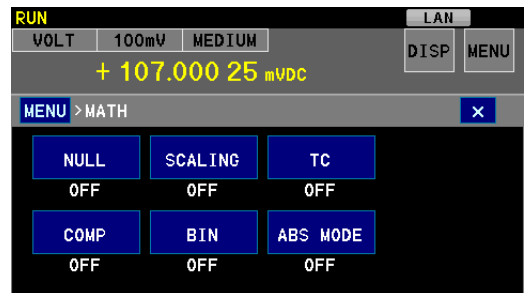 RUN LAN
VOLT 100mV MEDIUM DISP MENU
+ 107.000 25 mVDC
MENU >MATH ×
NULL SCALING TC
OFF OFF OFF
COMP BIN ABS MODE
OFF OFF OFF